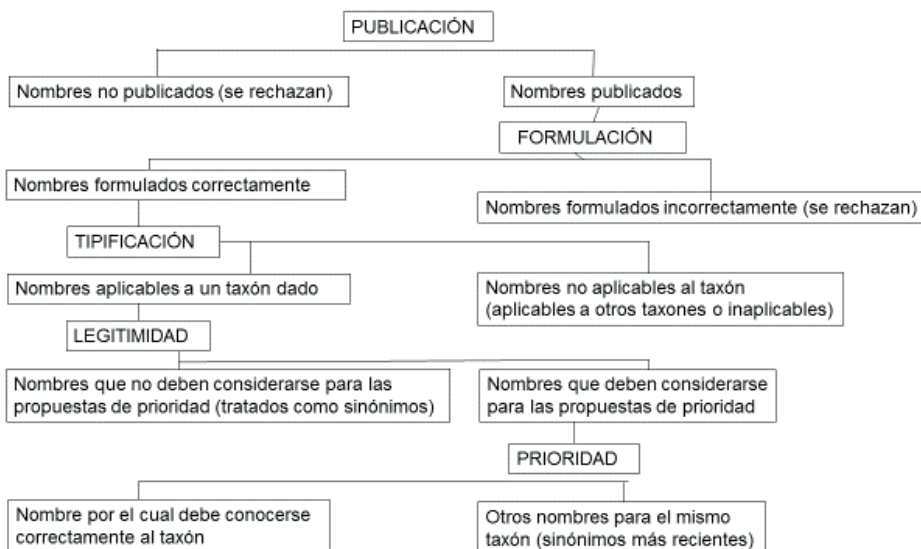 PUBLICACIÓN
Nombres no publicados (se rechazan)
Nombres publicados
FORMULACIÓN
Nombres formulados correctamente
Nombres formulados incorrectamente (se rechazan)
TIPIFICACIÓN
Nombres aplicables a un taxón dado
Nombres no aplicables al taxón
(aplicables a otros taxones o inaplicables)
LEGITIMIDAD
Nombres que no deben considerarse para las
propuestas de prioridad (tratados como sinónimos)
Nombres que deben considerarse
para las propuestas de prioridad
PRIORIDAD
Nombre por el cual debe conocerse
correctamente al taxón
Otros nombres para el mismo
taxón (sinónimos más recientes)